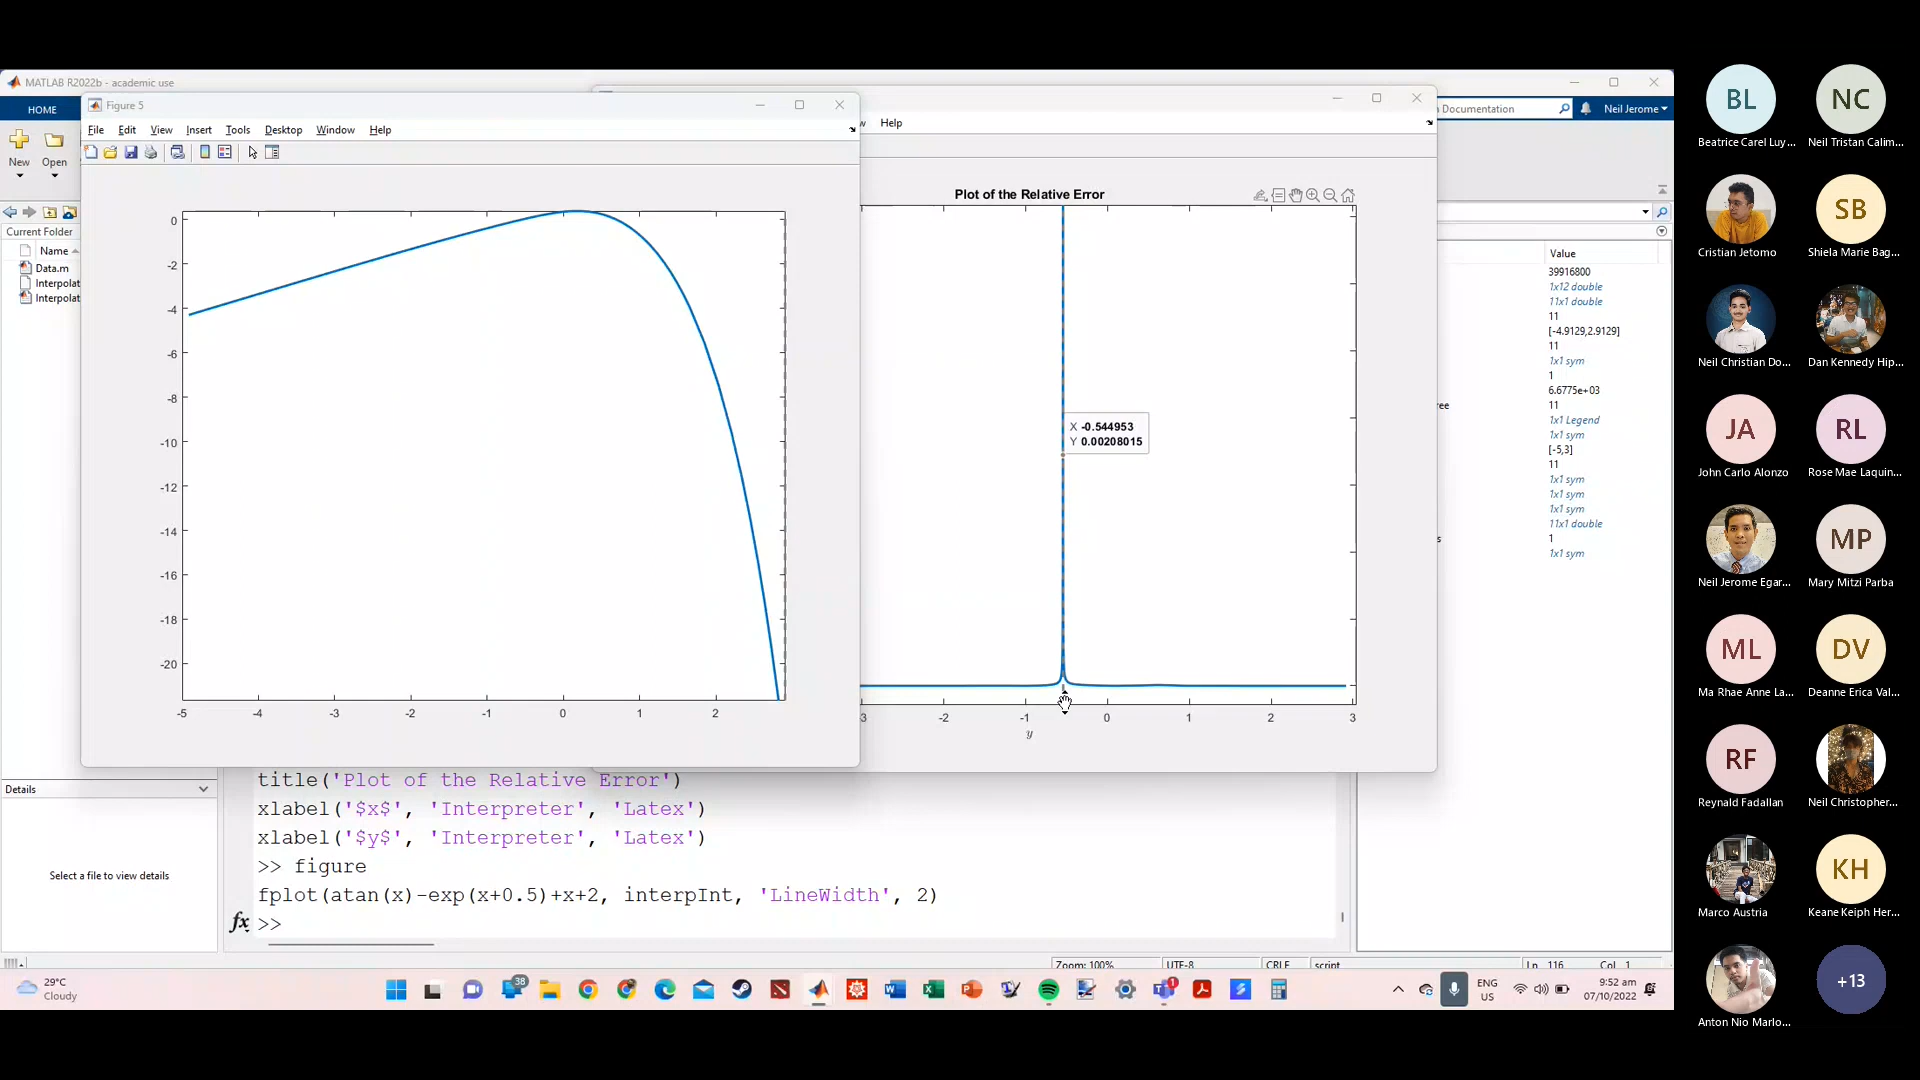 MATLAB R2022b - academic use
HOME
Documentation
Neil Jerome
New
Open
Current Folder
Name
Data.m
Interpolat
Interpolat
Details
Select a file to view details
Figure 5
File Edit View Insert Tools Desktop Window Help
0
-2
-4
-6
-8
-10
-12
-14
-16
-18
-20
-5 -4 -3 -2 -1 0 1 2
Help
Plot of the Relative Error
X -0.544953
Y 0.00208015
3 -2 -1 0 1 2 3
y
Value
39916800
1x12 double
11x1 double
11
[-4.9129,2.9129]
11
1x1 sym
1
6.6775e+03
11
1x1 Legend
1x1 sym
[-5,3]
11
1x1 sym
1x1 sym
1x1 sym
11x1 double
1
1x1 sym
ree
s
title('Plot of the Relative Error')
xlabel('$x$', 'Interpreter', 'Latex')
xlabel('$y$', 'Interpreter', 'Latex')
>> figure
fplot(atan(x)-exp(x+0.5)+x+2, interpInt, 'LineWidth', 2)
fx >>
Zoom: 100% UTF-8 CRLF script Ln 116 Col 1
29°C
Cloudy
38
1
ENG
US
9:52 am
07/10/2022
BL
Beatrice Carel Luy...
NC
Neil Tristan Calim...
Cristian Jetomo
SB
Shiela Marie Bag...
Neil Christian Do...
Dan Kennedy Hip...
JA
John Carlo Alonzo
RL
Rose Mae Laquin...
Neil Jerome Egar...
MP
Mary Mitzi Parba
ML
Ma Rhae Anne La...
DV
Deanne Erica Val...
RF
Reynald Fadallan
Neil Christopher...
Marco Austria
KH
Keane Keiph Her...
Anton Nio Marlo...
+13